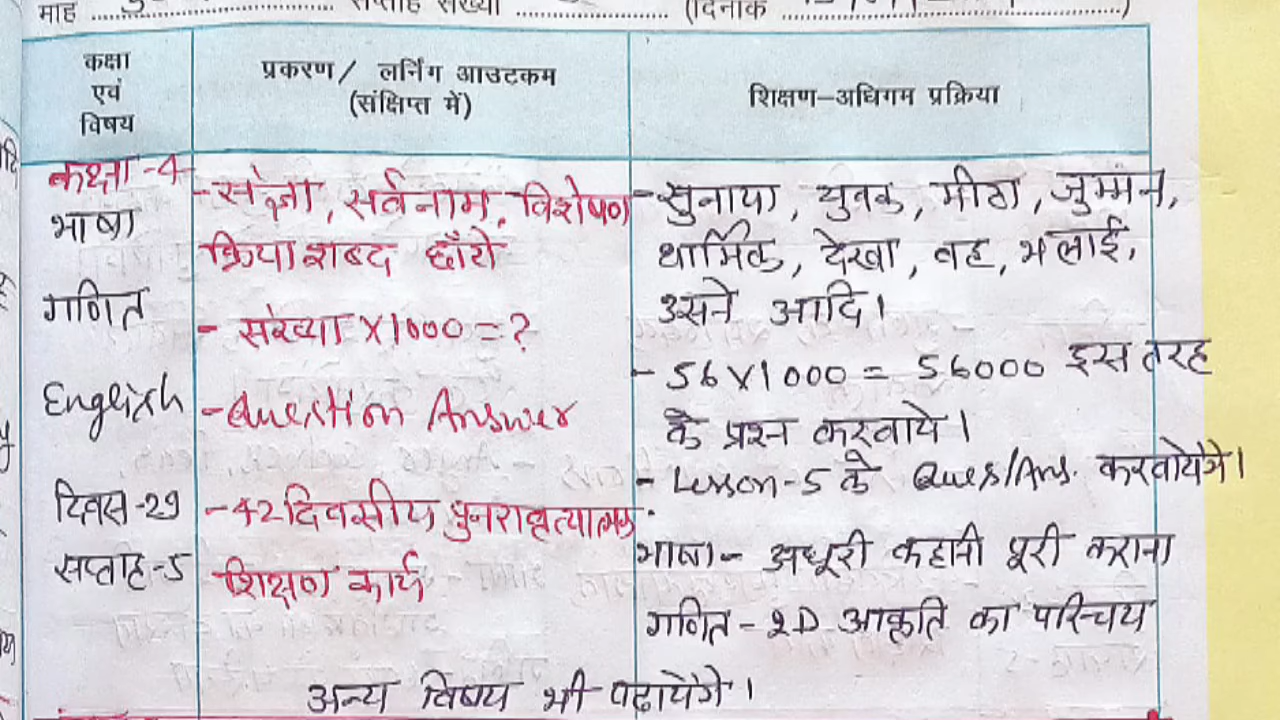 माह सप्ताह संख्या (दिनांक )
कक्षा
एवं
विषय
प्रकरण / लर्निंग आउटकम
(संक्षिप्त में)
शिक्षण-अधिगम प्रक्रिया
कक्षा -4
भाषा
- संज्ञा, सर्वनाम, विशेषण
क्रिया शब्द छाँटो
- सुनाया, युवक, मीठा, जुम्मन,
धार्मिक, देखा, वह, भलाई,
उसने आदि।
गणित
- संख्या X1000 = ?
- 56X1000 = 56000 इस तरह
के प्रश्न करवाये।
English
- Question Answer
- Lesson-5 के Ques/Ans. करवायेंगे।
दिवस -29
सप्ताह -5
- 42 दिवसीय पुनरावृत्यात्मक
शिक्षण कार्य
भाषा - अधूरी कहानी पूरी कराना
गणित - 2D आकृति का परिचय
अन्य विषय भी पढ़ायेंगे।